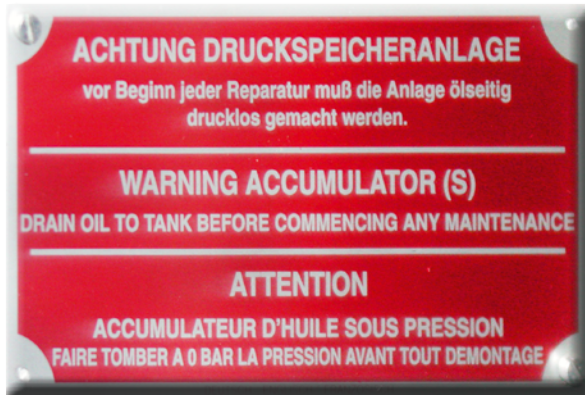 ACHTUNG DRUCKSPEICHERANLAGE
vor Beginn jeder Reparatur muß die Anlage ölseitig
drucklos gemacht werden.
WARNING ACCUMULATOR (S)
DRAIN OIL TO TANK BEFORE COMMENCING ANY MAINTENANCE
ATTENTION
ACCUMULATEUR D'HUILE SOUS PRESSION
FAIRE TOMBER A 0 BAR LA PRESSION AVANT TOUT DEMONTAGE